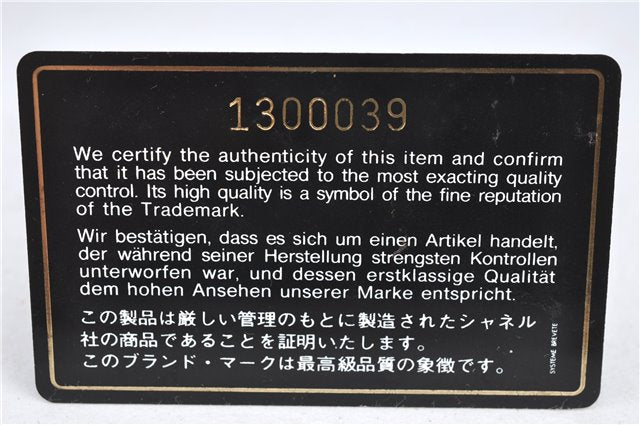 1300039
We certify the authenticity of this item and confirm
that it has been subjected to the most exacting quality
control. Its high quality is a symbol of the fine reputation
of the Trademark.
Wir bestätigen, dass es sich um einen Artikel handelt,
der während seiner Herstellung strengsten Kontrollen
unterworfen war, und dessen erstklassige Qualität
dem hohen Ansehen unserer Marke entspricht.
この製品は厳しい管理のもとに製造されたシャネル
社の商品であることを証明いたします。
このブランド・マークは最高級品質の象徴です。
SYSTEME BREVETE